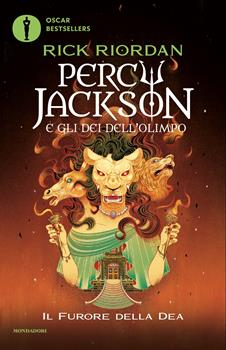 OSCAR
BESTSELLERS
RICK RIORDAN
PERCY
JACKSON
E GLI DEI DELL'OLIMPO
IL FURORE DELLA DEA
MONDADORI